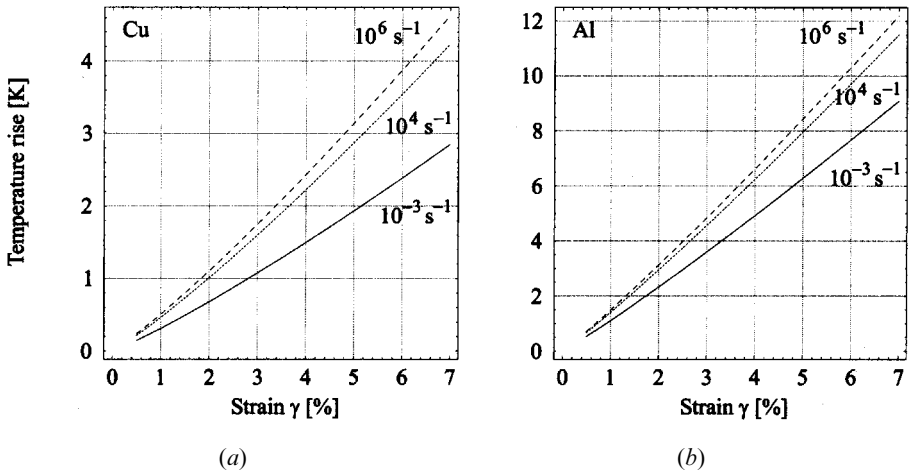 Temperature rise [K]
Cu
10⁶ s⁻¹
10⁴ s⁻¹
10⁻³ s⁻¹
4
3
2
1
0
0 1 2 3 4 5 6 7
Strain γ [%]
(a)
Al
10⁶ s⁻¹
10⁴ s⁻¹
10⁻³ s⁻¹
12
10
8
6
4
2
0
0 1 2 3 4 5 6 7
Strain γ [%]
(b)